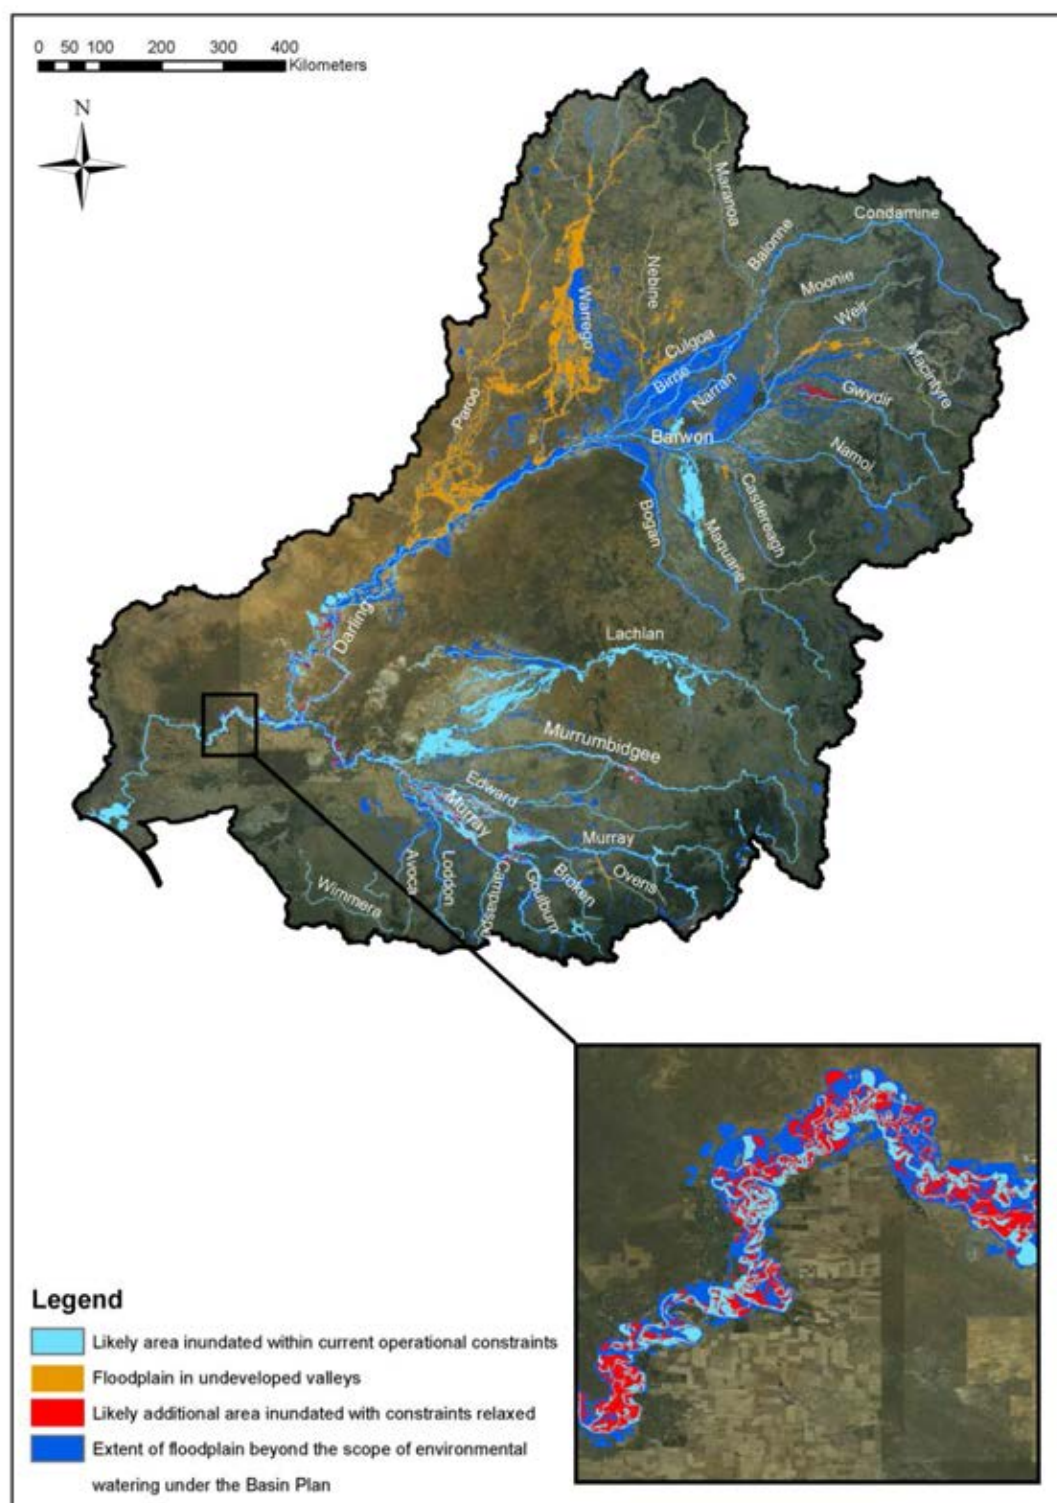 0 50 100 200 300 400
Kilometers
N
Maranoa
Condamine
Balonne
Nebine
Moonie
Warrego
Weir
Culgoa
Macintyre
Birrie
Narran
Gwydir
Paroo
Barwon
Namoi
Castlereagh
Bogan
Maquarie
Darling
Lachlan
Murrumbidgee
Edward
Murray
Murray
Avoca
Loddon
Campaspe
Goulburn
Broken
Ovens
Wimmera
Legend
Likely area inundated within current operational constraints
Floodplain in undeveloped valleys
Likely additional area inundated with constraints relaxed
Extent of floodplain beyond the scope of environmental
watering under the Basin Plan